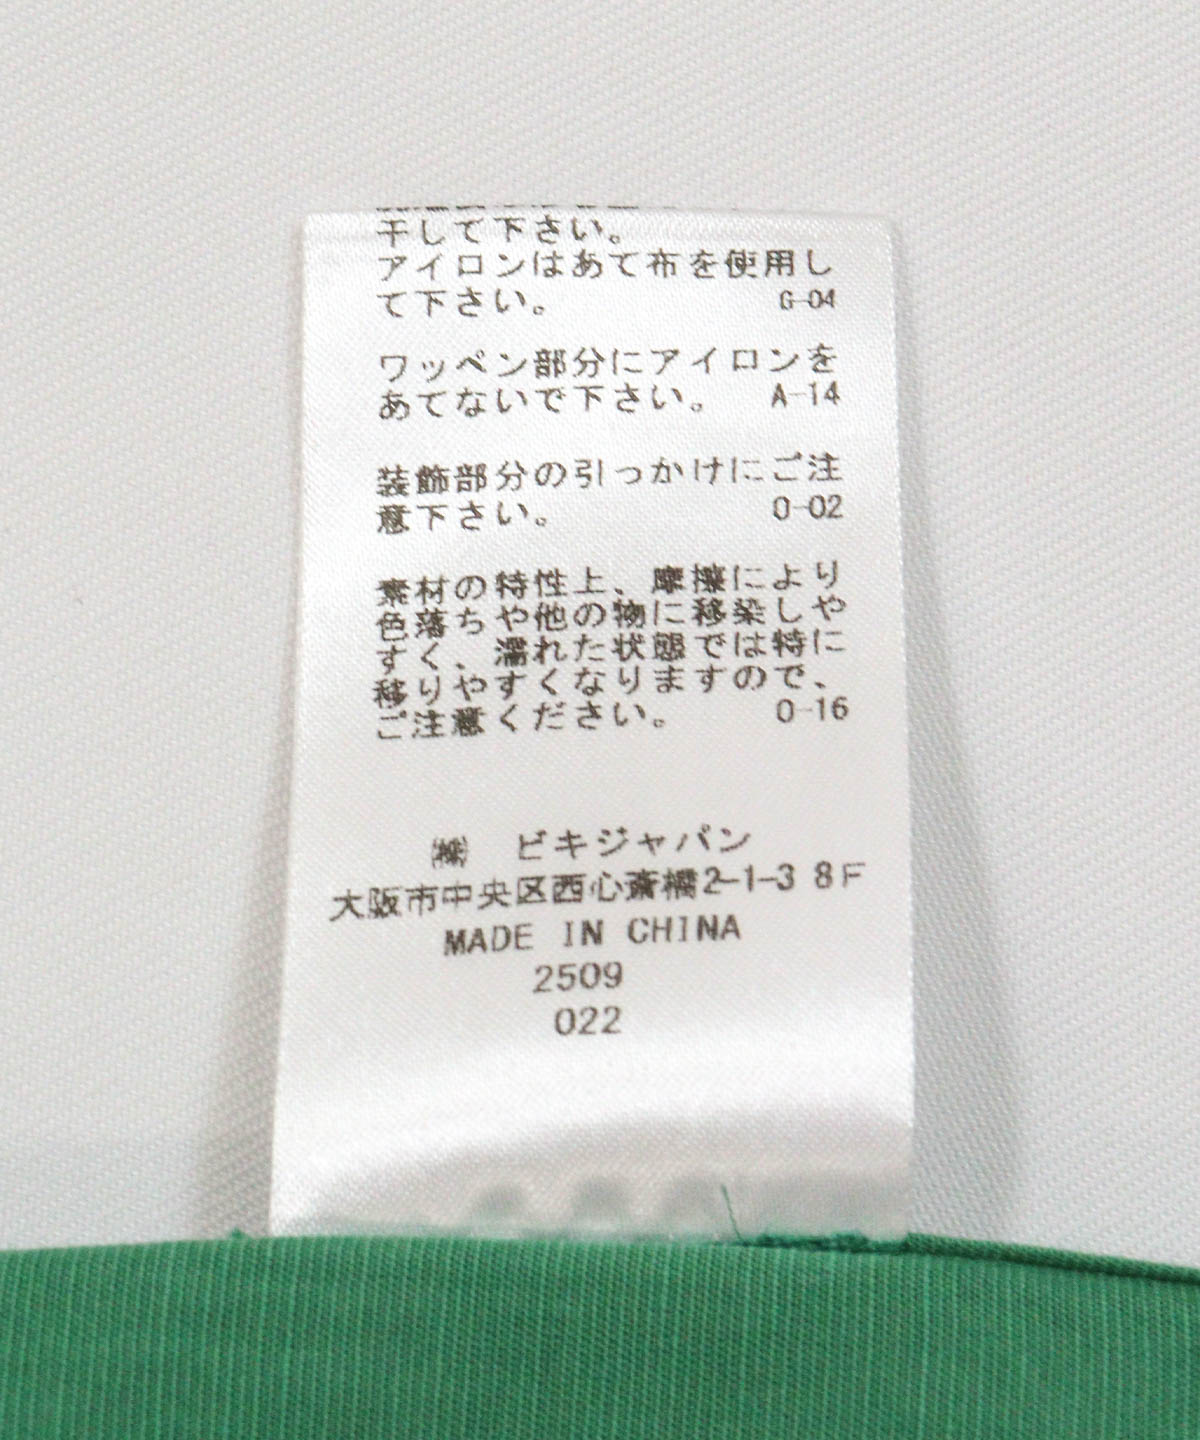 干して下さい。
アイロンはあて布を使用し
て下さい。 G-04
ワッペン部分にアイロンを
あてないで下さい。 A-14
装飾部分の引っかけにご注
意下さい。 O-02
素材の特性上、摩擦により
色落ちや他の物に移染しや
すく、濡れた状態では特に
移りやすくなりますので、
ご注意ください。 O-16
㈱ ビキジャパン
大阪市中央区西心斎橋2-1-3 8F
MADE IN CHINA
2509
022